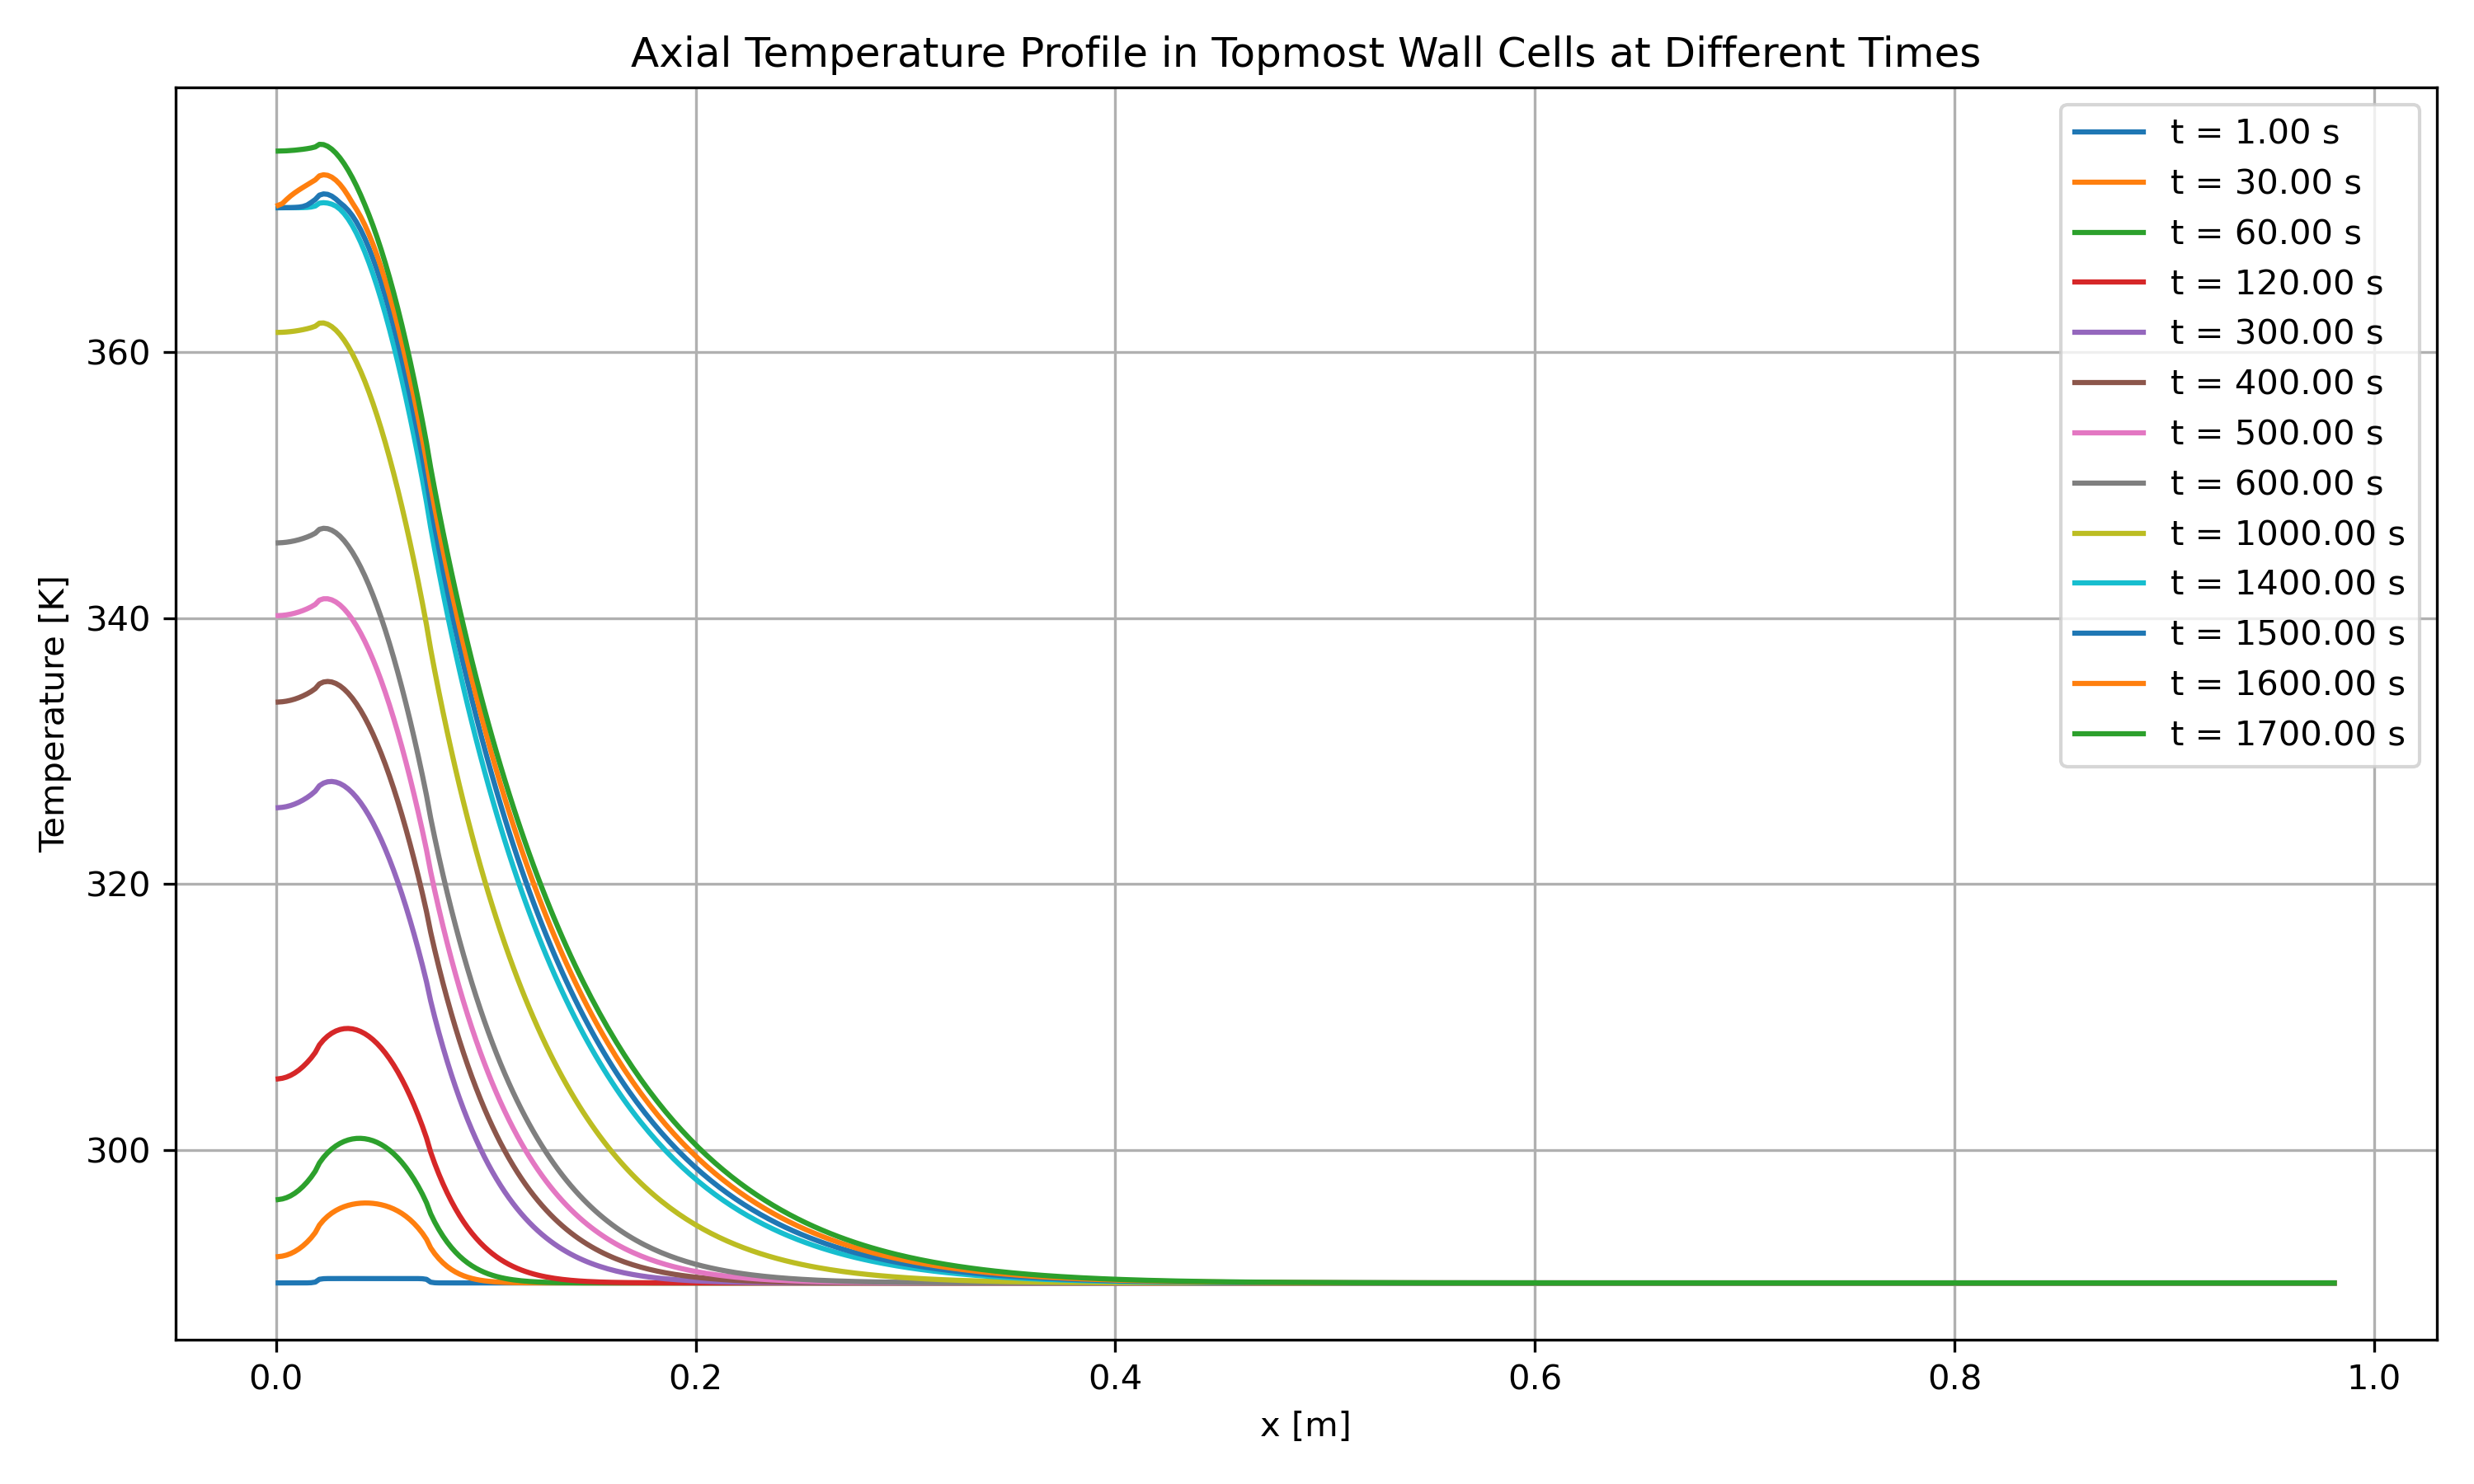 Axial Temperature Profile in Topmost Wall Cells at Different Times
t = 1.00 s
t = 30.00 s
t = 60.00 s
t = 120.00 s
t = 300.00 s
t = 400.00 s
t = 500.00 s
t = 600.00 s
t = 1000.00 s
t = 1400.00 s
t = 1500.00 s
t = 1600.00 s
t = 1700.00 s
Temperature [K]
360
340
320
300
0.0 0.2 0.4 0.6 0.8 1.0
x [m]